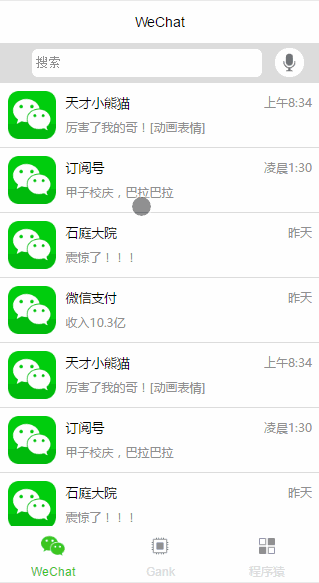 WeChat
搜索
天才小熊猫 上午8:34
厉害了我的哥！[动画表情]
订阅号 凌晨1:30
甲子校庆，巴拉巴拉
石庭大院 昨天
震惊了！！！
微信支付 昨天
收入10.3亿
天才小熊猫 上午8:34
厉害了我的哥！[动画表情]
订阅号 凌晨1:30
甲子校庆，巴拉巴拉
石庭大院 昨天
震惊了！！！
WeChat Gank 程序猿